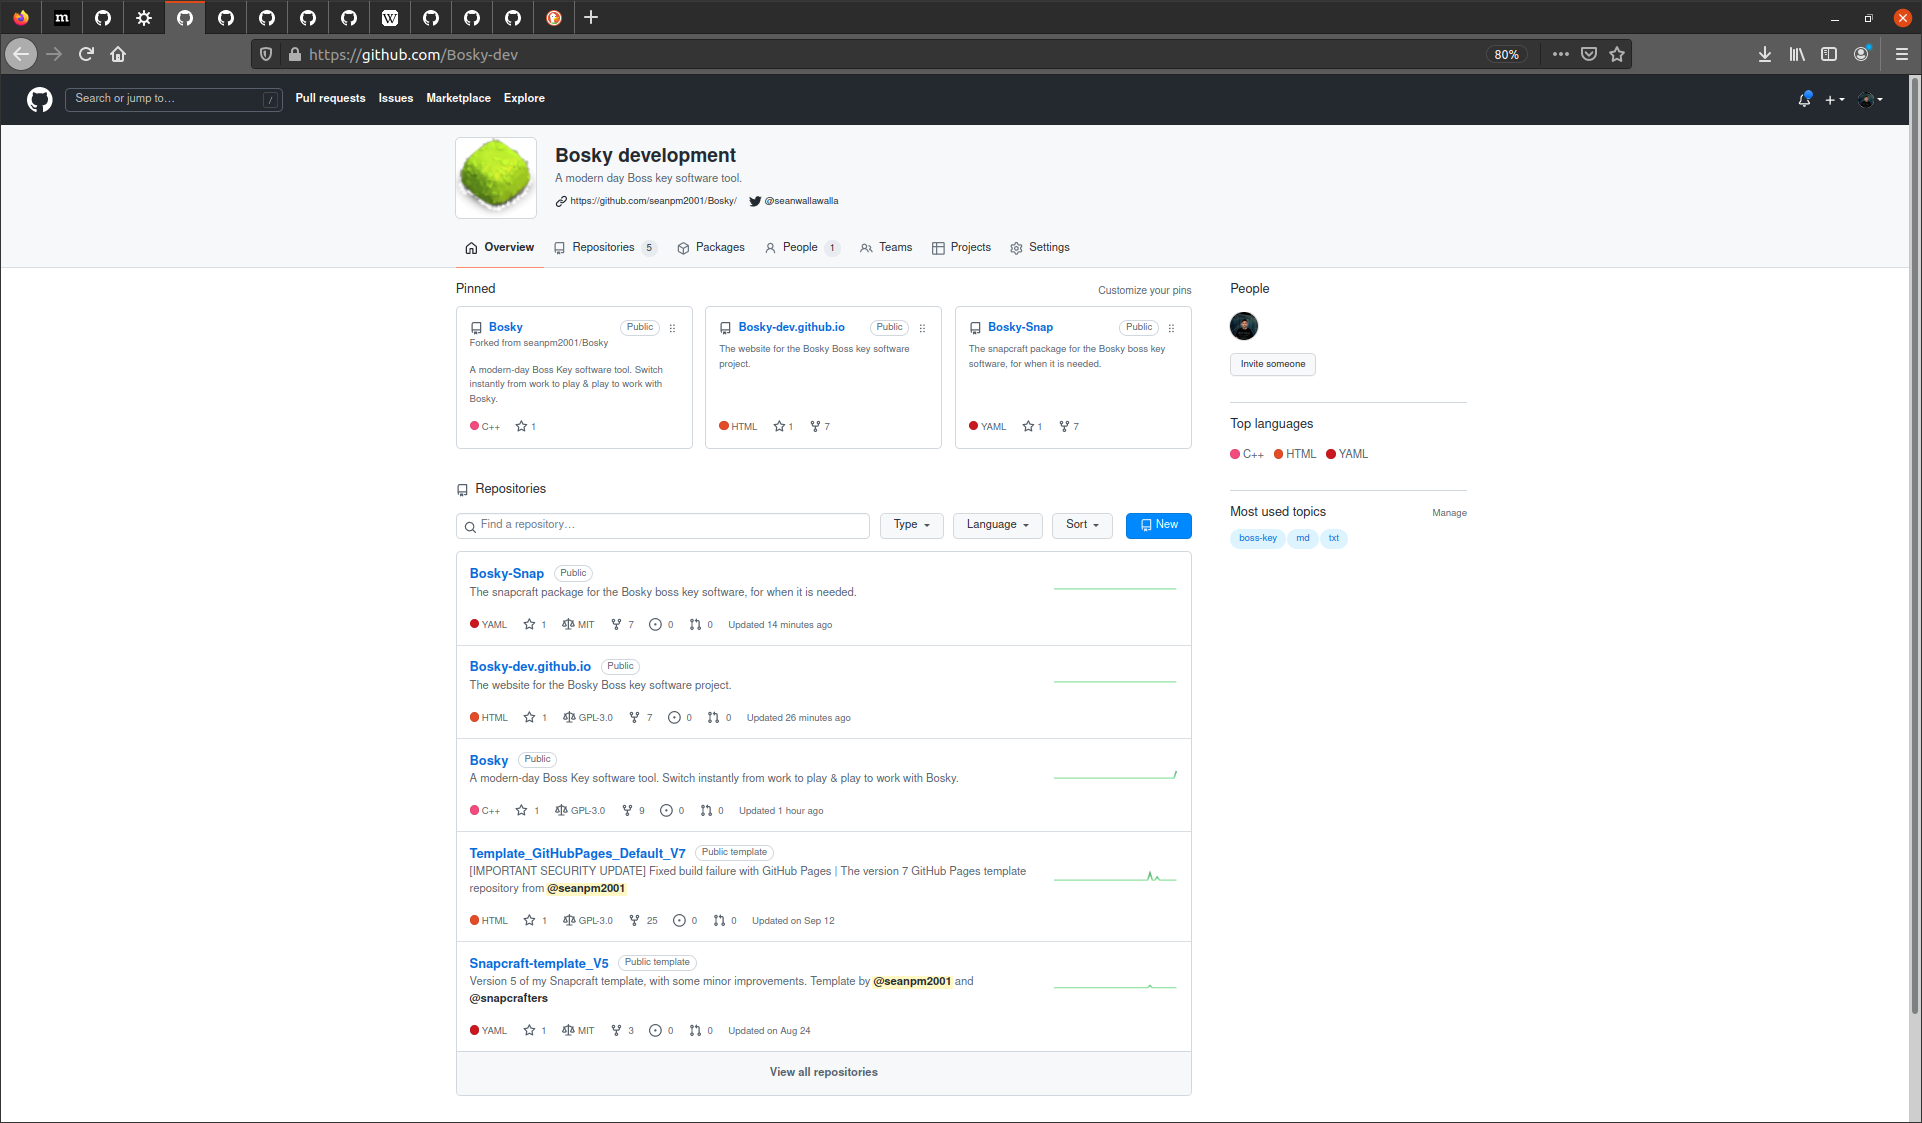 m
W
https://github.com/Bosky-dev
80%
Search or jump to…
/
Pull requests
Issues
Marketplace
Explore
Bosky development
A modern day Boss key software tool.
https://github.com/seanpm2001/Bosky/
@seanwallawalla
Overview
Repositories 5
Packages
People 1
Teams
Projects
Settings
Pinned
Customize your pins
Bosky
Public
Forked from seanpm2001/Bosky
A modern-day Boss Key software tool. Switch
instantly from work to play & play to work with
Bosky.
C++ 1
Bosky-dev.github.io
Public
The website for the Bosky Boss key software
project.
HTML 1 7
Bosky-Snap
Public
The snapcraft package for the Bosky boss key
software, for when it is needed.
YAML 1 7
Repositories
Find a repository…
Type
Language
Sort
New
Bosky-Snap Public
The snapcraft package for the Bosky boss key software, for when it is needed.
YAML 1 MIT 7 0 0 Updated 14 minutes ago
Bosky-dev.github.io Public
The website for the Bosky Boss key software project.
HTML 1 GPL-3.0 7 0 0 Updated 26 minutes ago
Bosky Public
A modern-day Boss Key software tool. Switch instantly from work to play & play to work with Bosky.
C++ 1 GPL-3.0 9 0 0 Updated 1 hour ago
Template_GitHubPages_Default_V7 Public template
[IMPORTANT SECURITY UPDATE] Fixed build failure with GitHub Pages | The version 7 GitHub Pages template
repository from @seanpm2001
HTML 1 GPL-3.0 25 0 0 Updated on Sep 12
Snapcraft-template_V5 Public template
Version 5 of my Snapcraft template, with some minor improvements. Template by @seanpm2001 and
@snapcrafters
YAML 1 MIT 3 0 0 Updated on Aug 24
View all repositories
People
Invite someone
Top languages
C++ HTML YAML
Most used topics
Manage
boss-key md txt